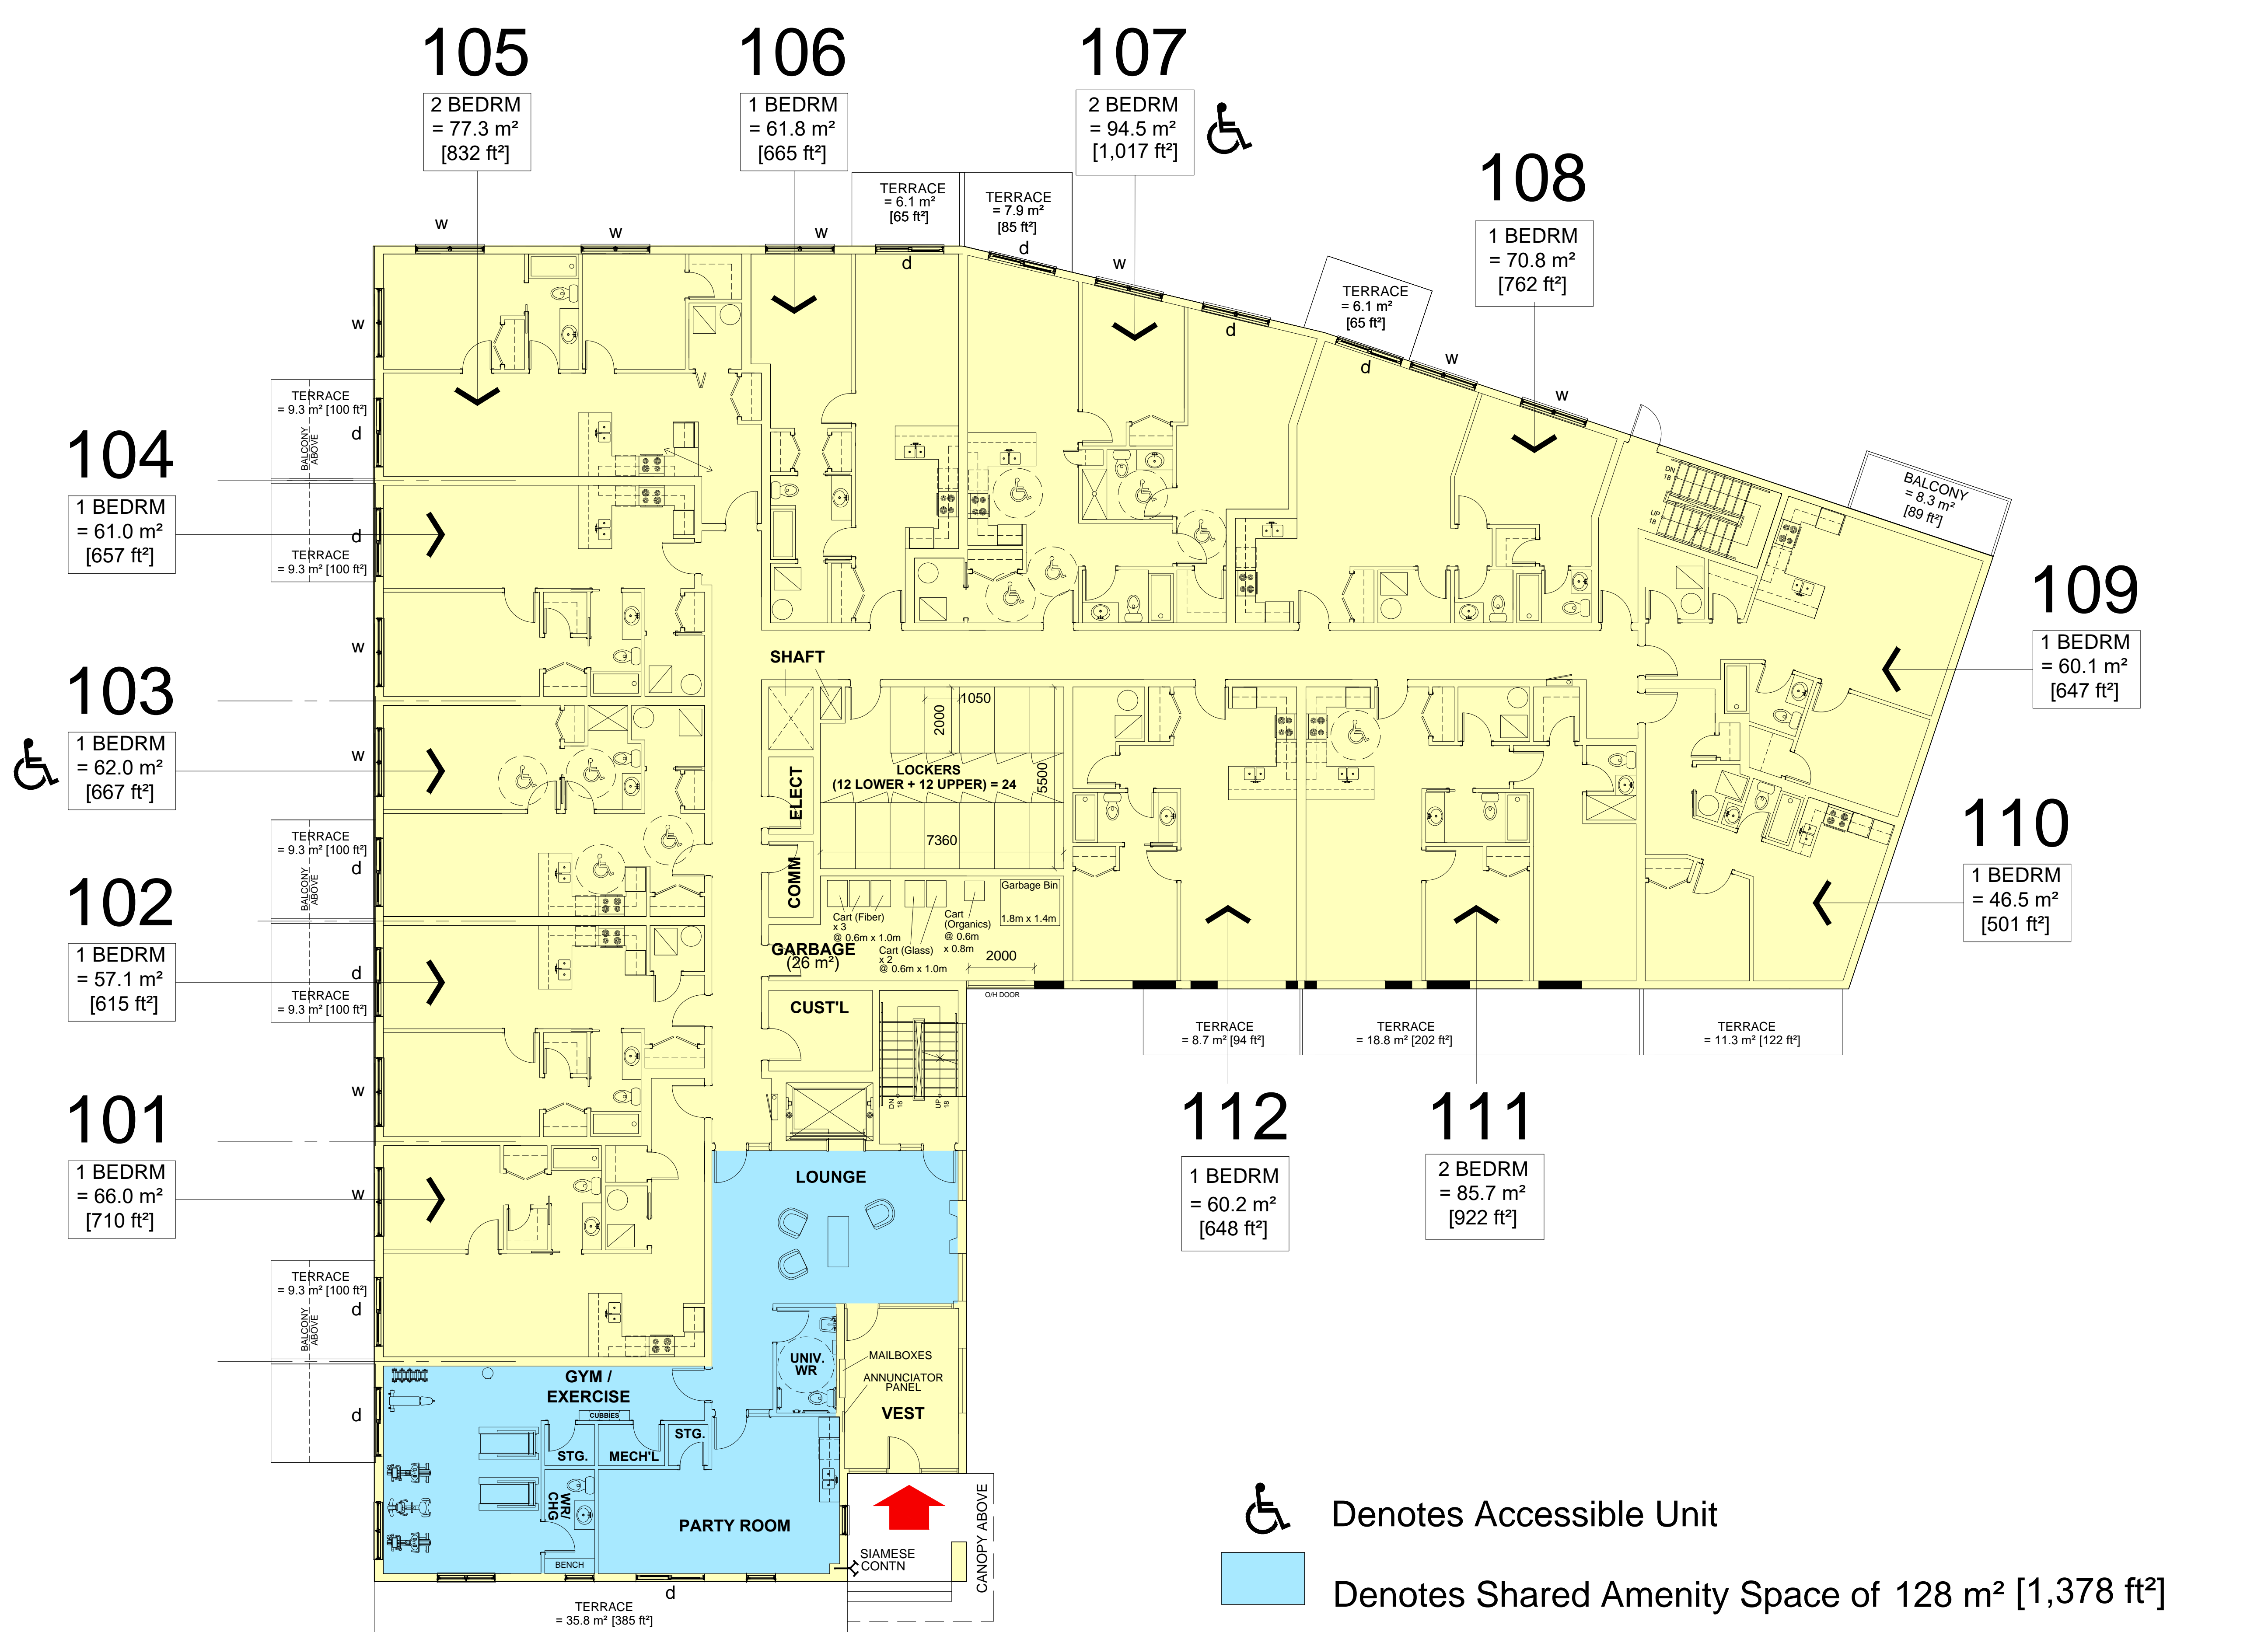 105
2 BEDRM
= 77.3 m²
[832 ft²]
106
1 BEDRM
= 61.8 m²
[665 ft²]
107
2 BEDRM
= 94.5 m²
[1,017 ft²]
108
1 BEDRM
= 70.8 m²
[762 ft²]
TERRACE
= 6.1 m²
[65 ft²]
TERRACE
= 7.9 m²
[85 ft²]
TERRACE
= 6.1 m²
[65 ft²]
w
w
w
d
d
w
d
d
w
w
w
d
TERRACE
= 9.3 m² [100 ft²]
BALCONY
ABOVE
104
1 BEDRM
= 61.0 m²
[657 ft²]
d
TERRACE
= 9.3 m² [100 ft²]
w
DN
18
UP
18
BALCONY
= 8.3 m²
[89 ft²]
109
1 BEDRM
= 60.1 m²
[647 ft²]
103
1 BEDRM
= 62.0 m²
[667 ft²]
w
TERRACE
= 9.3 m² [100 ft²]
d
BALCONY
ABOVE
SHAFT
1050
2000
LOCKERS
(12 LOWER + 12 UPPER) = 24
5500
7360
ELECT
COMM
110
1 BEDRM
= 46.5 m²
[501 ft²]
102
1 BEDRM
= 57.1 m²
[615 ft²]
d
TERRACE
= 9.3 m² [100 ft²]
w
Cart (Fiber)
x 3
@ 0.6m x 1.0m
Cart (Glass)
x 2
@ 0.6m x 1.0m
Cart
(Organics)
@ 0.6m
x 0.8m
Garbage Bin
1.8m x 1.4m
2000
GARBAGE
(26 m²)
O/H DOOR
CUST'L
DN
18
UP
18
TERRACE
= 8.7 m² [94 ft²]
TERRACE
= 18.8 m² [202 ft²]
TERRACE
= 11.3 m² [122 ft²]
112
1 BEDRM
= 60.2 m²
[648 ft²]
111
2 BEDRM
= 85.7 m²
[922 ft²]
101
1 BEDRM
= 66.0 m²
[710 ft²]
w
TERRACE
= 9.3 m² [100 ft²]
d
BALCONY
ABOVE
d
LOUNGE
UNIV.
WR
MAILBOXES
ANNUNCIATOR
PANEL
VEST
GYM /
EXERCISE
CUBBIES
STG.
MECH'L
STG.
WR/
CHG
BENCH
PARTY ROOM
SIAMESE
CONTN
CANOPY ABOVE
d
TERRACE
= 35.8 m² [385 ft²]
Denotes Accessible Unit
Denotes Shared Amenity Space of 128 m² [1,378 ft²]